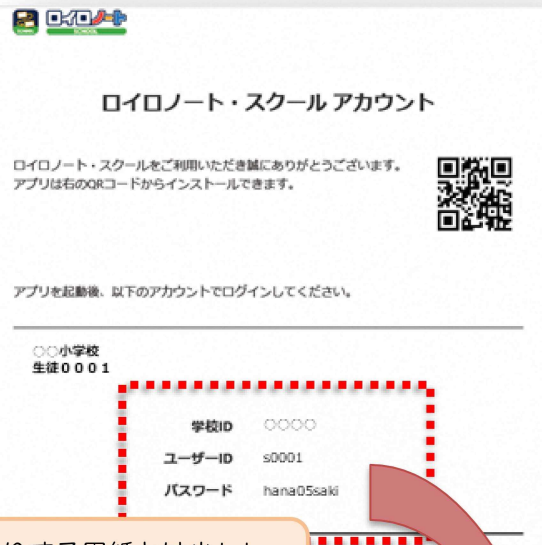 ロイロノート
SCHOOL
ロイロノート・スクール アカウント
ロイロノート・スクールをご利用いただき誠にありがとうございます。
アプリは右のQRコードからインストールできます。
アプリを起動後、以下のアカウントでログインしてください。
○○小学校
生徒０００１
学校ID ○○○○
ユーザーID s0001
パスワード hana05saki